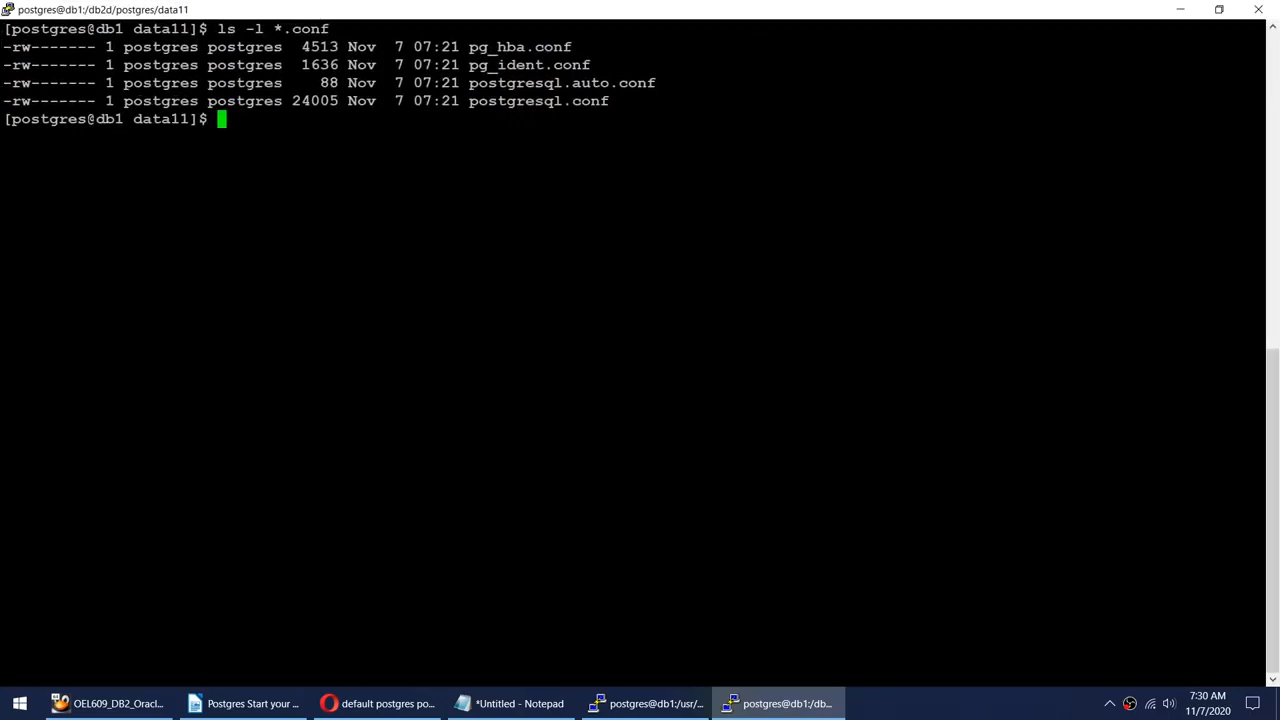 postgres@db1:/db2d/postgres/data11
[postgres@db1 data11]$ ls -l *.conf
-rw------- 1 postgres postgres  4513 Nov  7 07:21 pg_hba.conf
-rw------- 1 postgres postgres  1636 Nov  7 07:21 pg_ident.conf
-rw------- 1 postgres postgres    88 Nov  7 07:21 postgresql.auto.conf
-rw------- 1 postgres postgres 24005 Nov  7 07:21 postgresql.conf
[postgres@db1 data11]$
OEL609_DB2_Oracl...
Postgres Start your ...
default postgres po...
*Untitled - Notepad
postgres@db1:/usr/...
postgres@db1:/db...
7:30 AM
11/7/2020